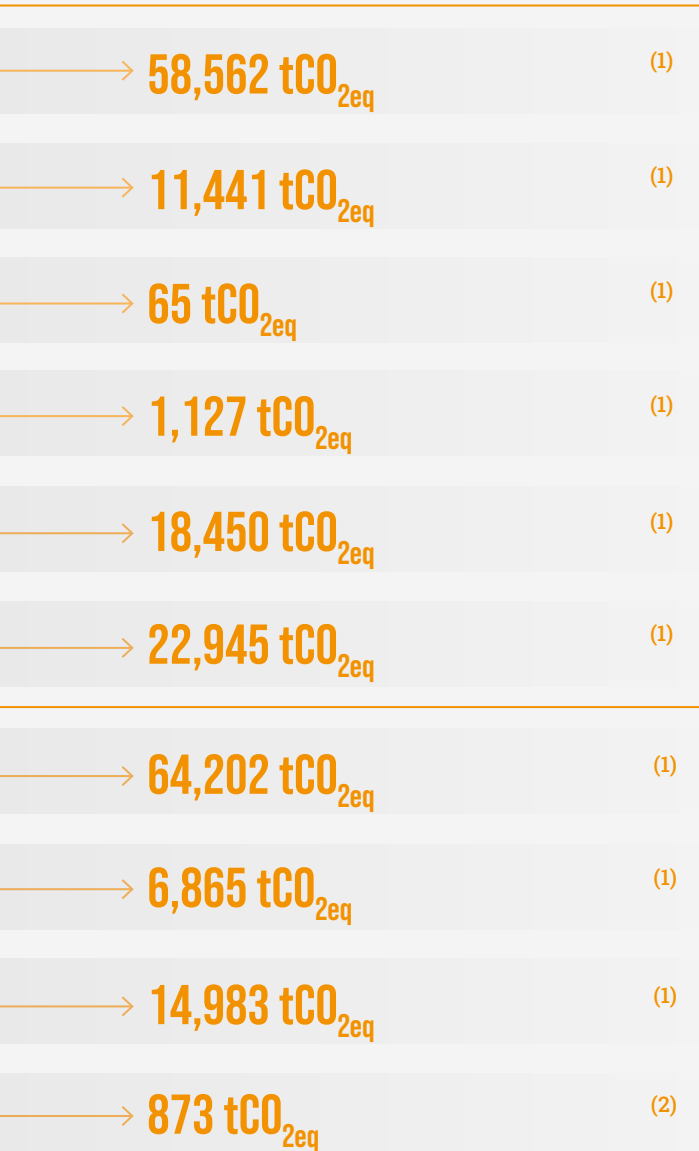 58,562 tCO2eq (1)
11,441 tCO2eq (1)
65 tCO2eq (1)
1,127 tCO2eq (1)
18,450 tCO2eq (1)
22,945 tCO2eq (1)
64,202 tCO2eq (1)
6,865 tCO2eq (1)
14,983 tCO2eq (1)
873 tCO2eq (2)